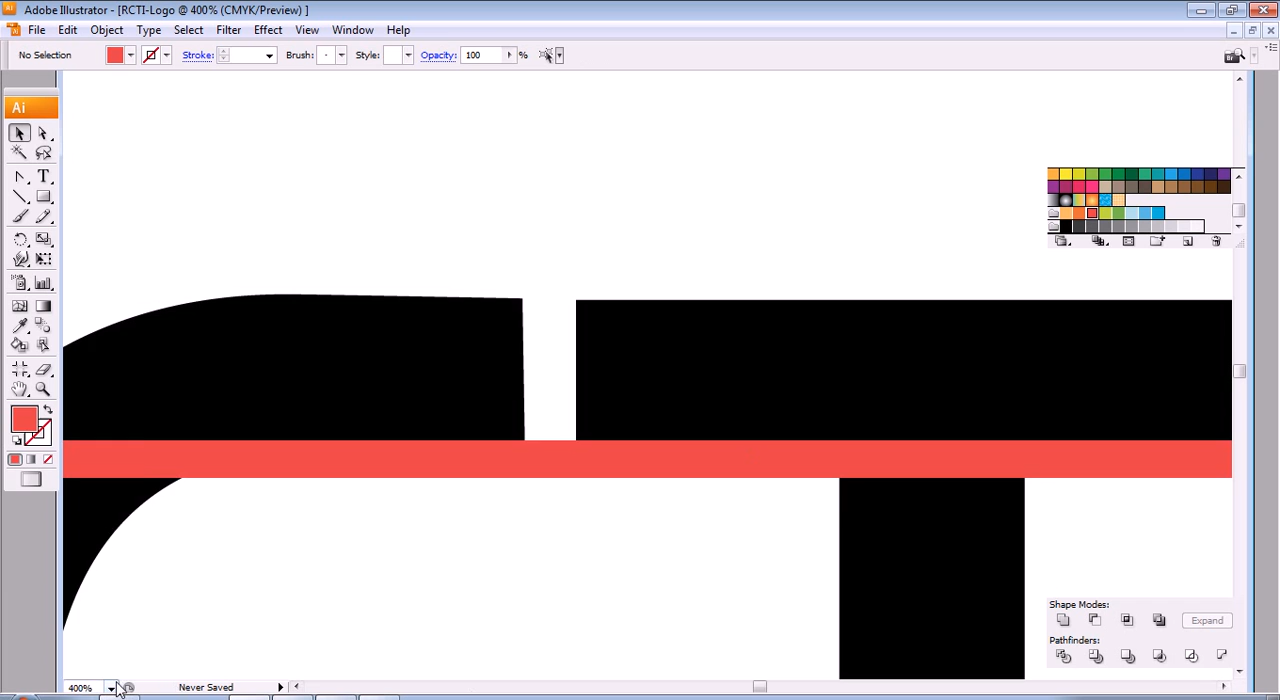 Adobe Illustrator - [RCTI-Logo @ 400% (CMYK/Preview) ]
File Edit Object Type Select Filter Effect View Window Help
No Selection Stroke: Brush: Style: Opacity: 100 %
Br
Ai
T
Shape Modes:
Expand
Pathfinders:
400% Never Saved